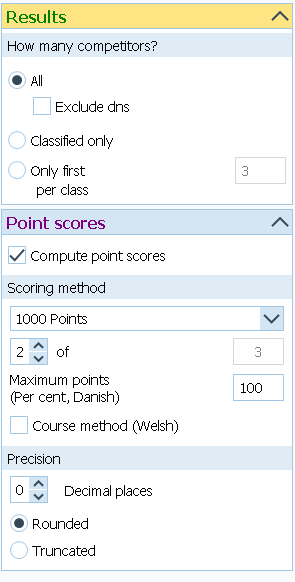 Results
How many competitors?
All
Exclude dns
Classified only
Only first
per class
3
Point scores
Compute point scores
Scoring method
1000 Points
2 of 3
Maximum points
(Per cent, Danish)
100
Course method (Welsh)
Precision
0 Decimal places
Rounded
Truncated